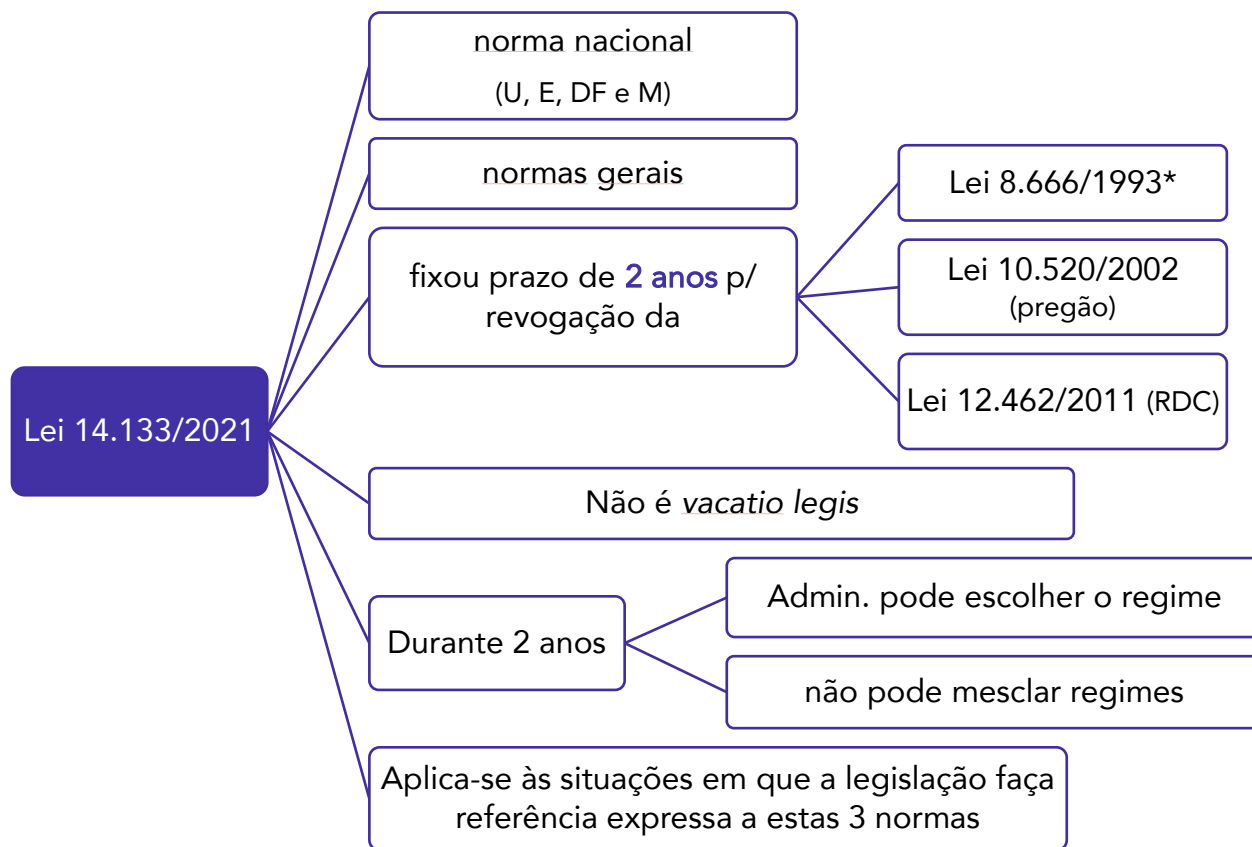 Lei 14.133/2021
norma nacional
(U, E, DF e M)
normas gerais
fixou prazo de 2 anos p/
revogação da
Lei 8.666/1993*
Lei 10.520/2002
(pregão)
Lei 12.462/2011 (RDC)
Não é vacatio legis
Durante 2 anos
Admin. pode escolher o regime
não pode mesclar regimes
Aplica-se às situações em que a legislação faça
referência expressa a estas 3 normas